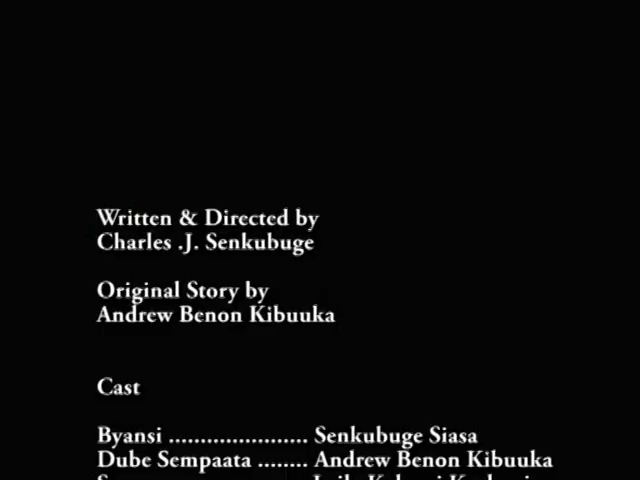 Written & Directed by
Charles .J. Senkubuge
Original Story by
Andrew Benon Kibuuka
Cast
Byansi ...................... Senkubuge Siasa
Dube Sempaata ........ Andrew Benon Kibuuka